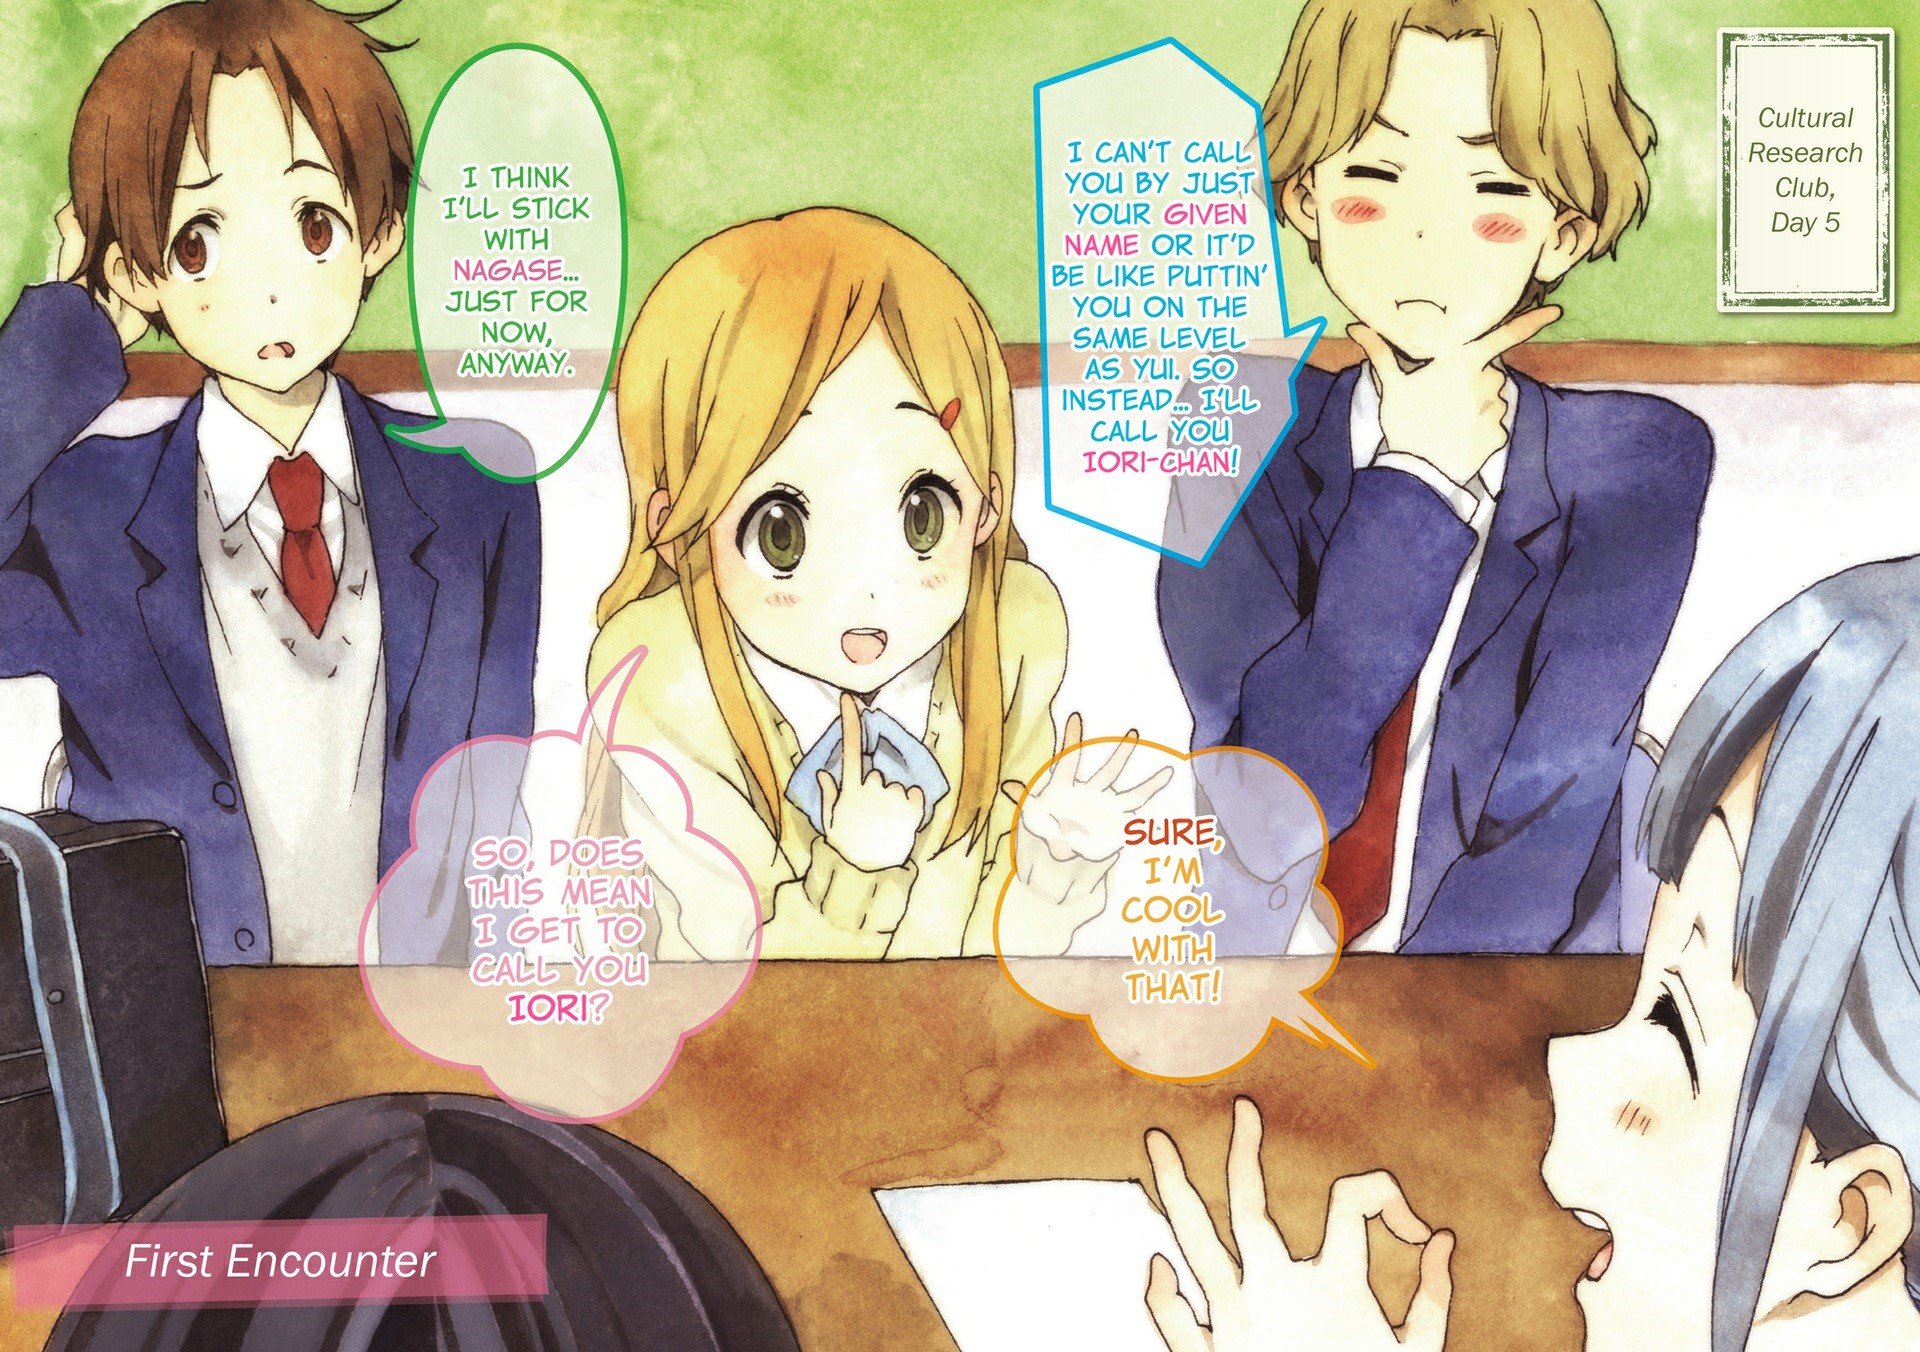 Cultural
Research
Club,
Day 5
I CAN'T CALL
YOU BY JUST
YOUR GIVEN
NAME OR IT'D
BE LIKE PUTTIN'
YOU ON THE
SAME LEVEL
AS YUI. SO
INSTEAD... I'LL
CALL YOU
IORI-CHAN!
I THINK
I'LL STICK
WITH
NAGASE...
JUST FOR
NOW,
ANYWAY.
SURE,
I'M
COOL
WITH
THAT!
SO, DOES
THIS MEAN
I GET TO
CALL YOU
IORI?
First Encounter